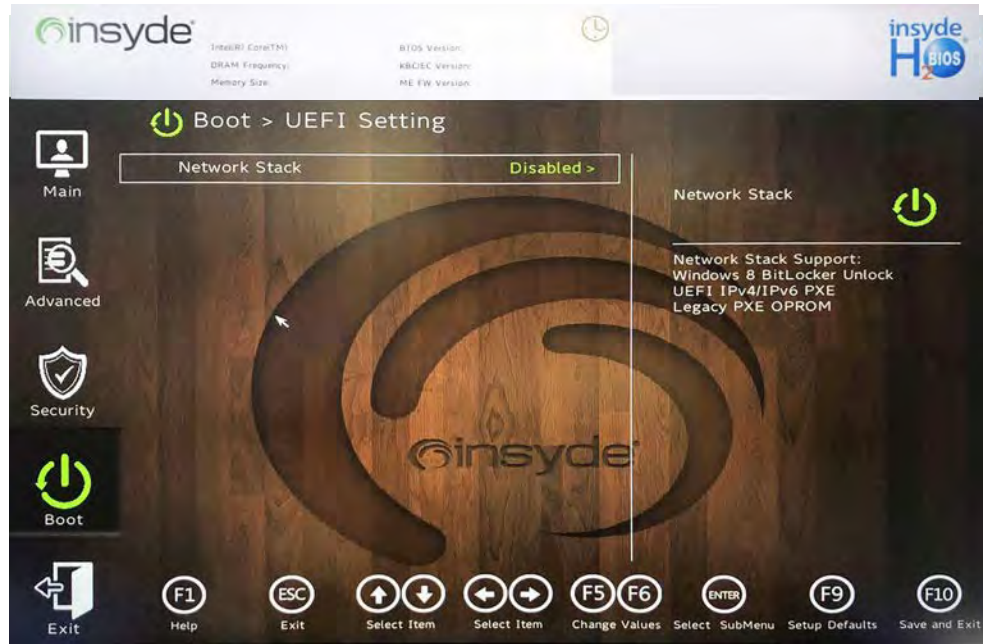 insyde
Intel(R) Core(TM)
DRAM Frequency:
Memory Size:
BIOS Version:
KBC/EC Version:
ME FW Version:
insyde
H2O BIOS
Boot > UEFI Setting
Network Stack Disabled >
Main
Advanced
Security
Boot
Exit
Network Stack
Network Stack Support:
Windows 8 BitLocker Unlock
UEFI IPv4/IPv6 PXE
Legacy PXE OPROM
insyde
F1
Help
ESC
Exit
Select Item
Select Item
F5 F6
Change Values
ENTER
Select SubMenu
F9
Setup Defaults
F10
Save and Exit